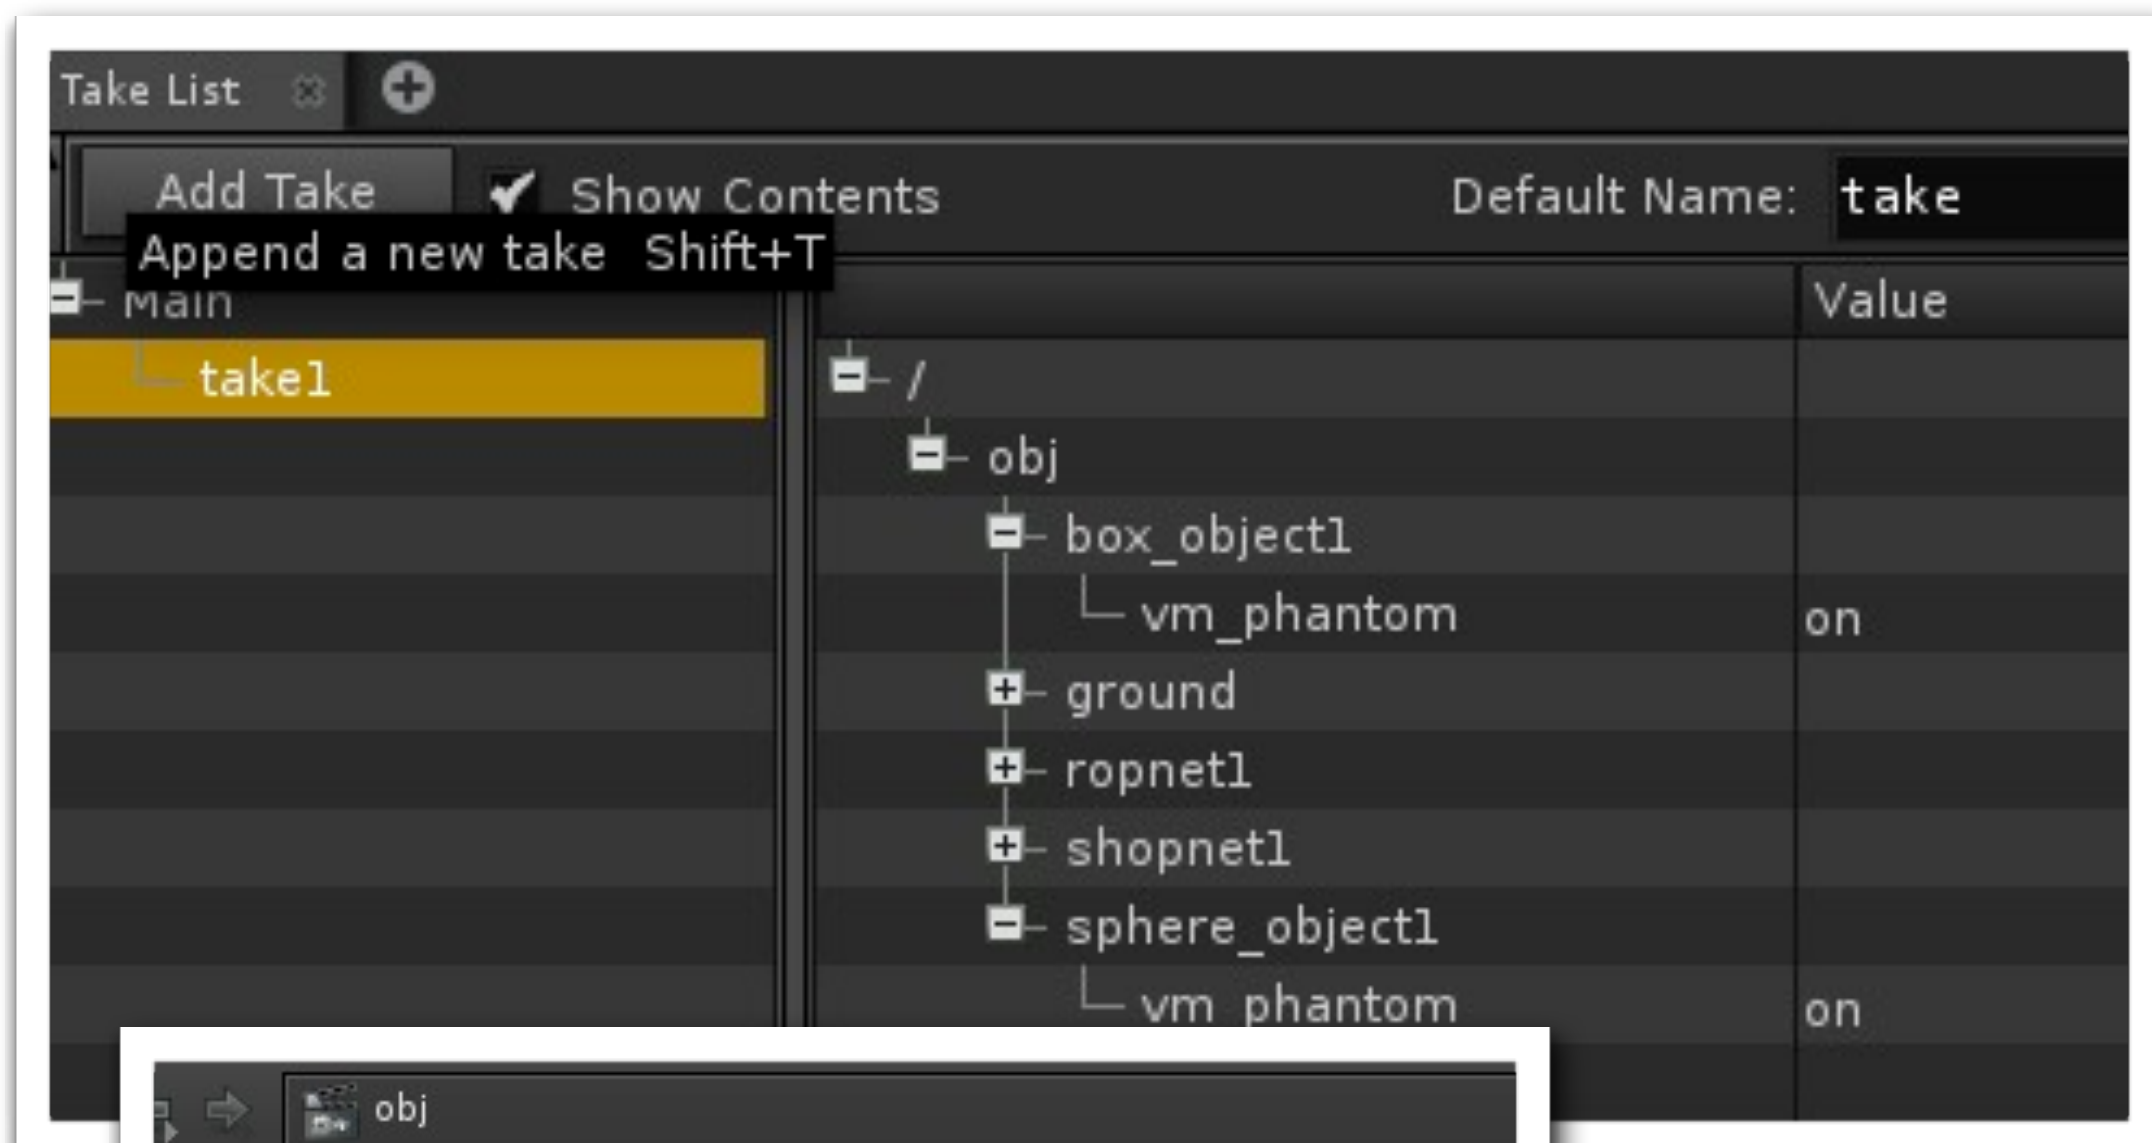 Take List
Add Take Show Contents Default Name: take
Append a new take Shift+T
Main Value
take1 /
obj
box_object1
vm_phantom on
ground
ropnet1
shopnet1
sphere_object1
vm_phantom on
obj